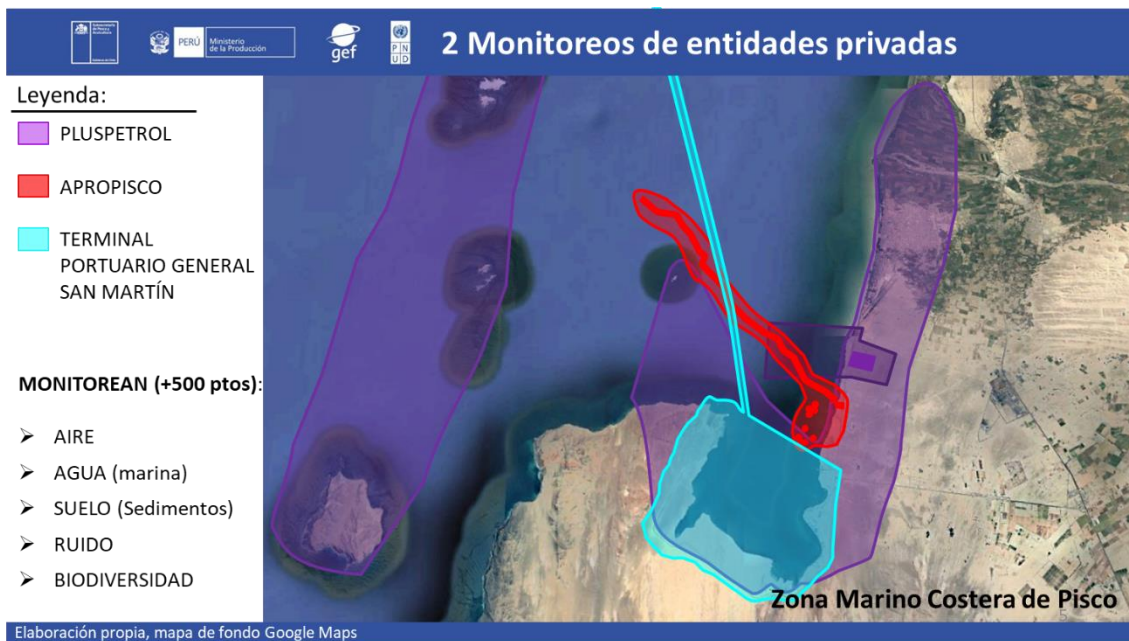 PERÚ
Ministerio
de la Producción
gef
P N
U D
2 Monitoreos de entidades privadas
Leyenda:
PLUSPETROL
APROPISCO
TERMINAL
PORTUARIO GENERAL
SAN MARTÍN
MONITOREAN (+500 ptos):
➢ AIRE
➢ AGUA (marina)
➢ SUELO (Sedimentos)
➢ RUIDO
➢ BIODIVERSIDAD
Zona Marino Costera de Pisco
Elaboración propia, mapa de fondo Google Maps